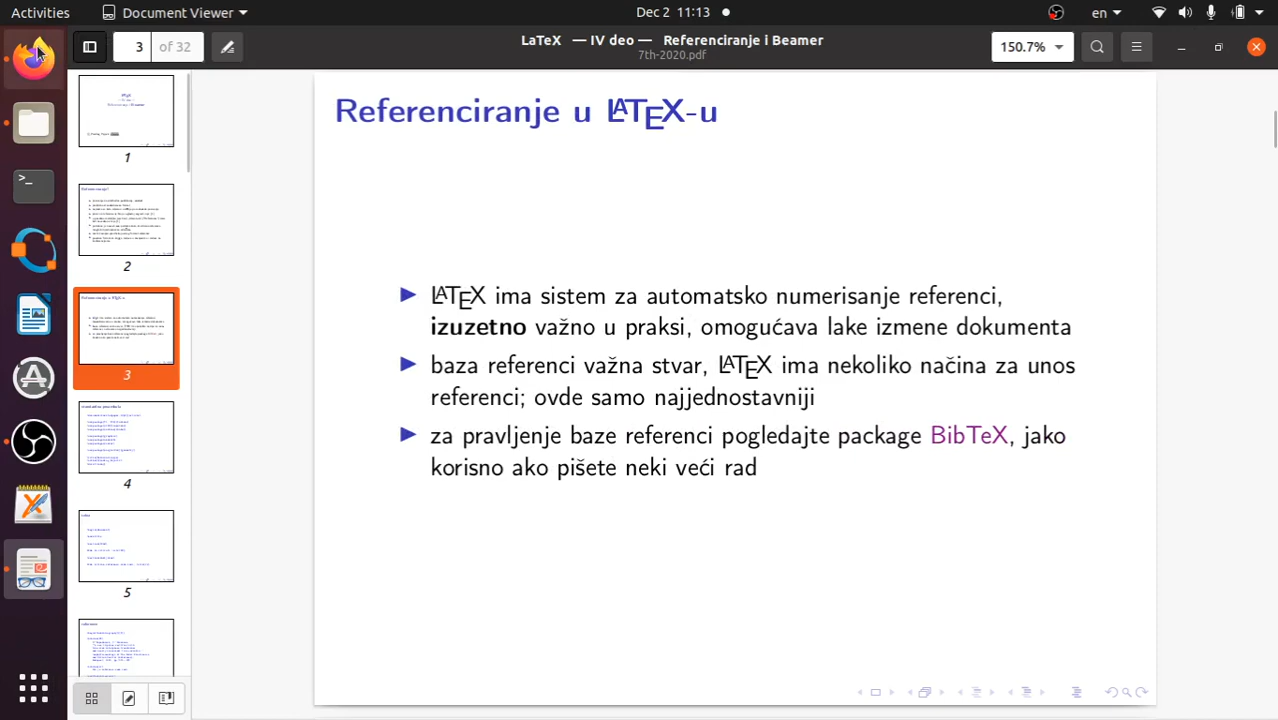 Activities
Document Viewer
Dec 2 11:13
en
3
of 32
LaTeX — IV deo — Referenciranje i Beamer
7th-2020.pdf
150.7%
Referenciranje u LATEX-u
LATEX ima sistem za automatsko numerisanje referenci,
izuzetno važno u praksi, omogućava lake izmene dokumenta
baza referenci važna stvar, LATEX ima nekoliko načina za unos
referenci; ovde samo najjednostavniji
za pravljenje baze referenci pogledajte package BibTeX, jako
korisno ako pišete neki veći rad
1
2
3
4
5